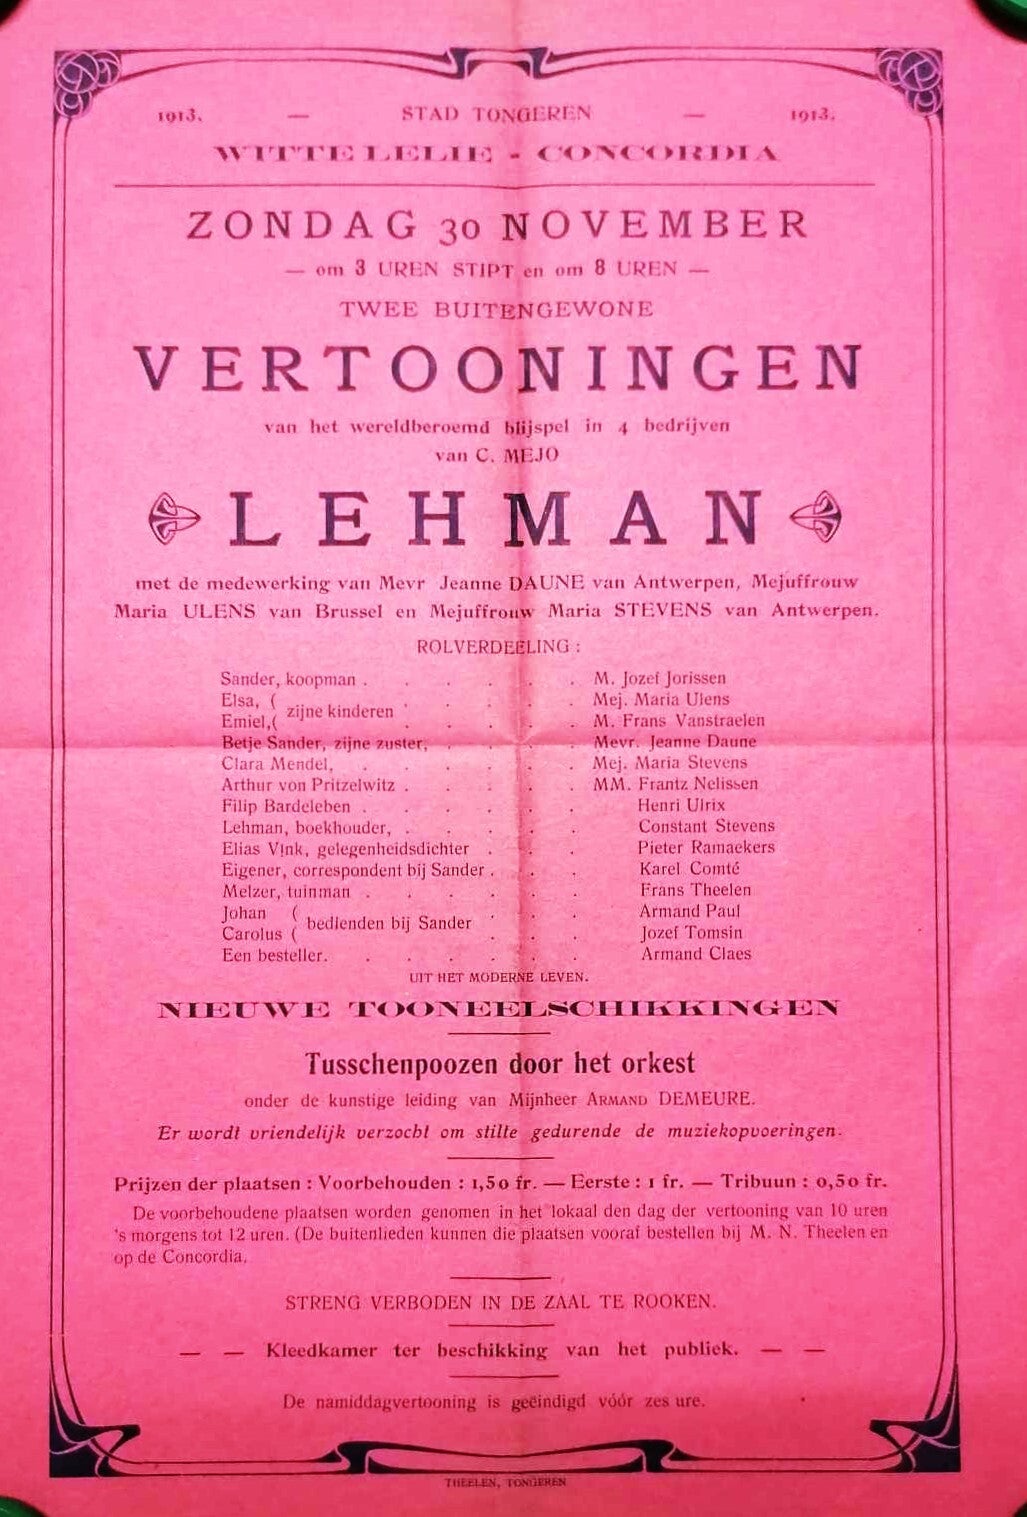 1913. — STAD TONGEREN — 1913.
WITTE LELIE - CONCORDIA
ZONDAG 30 NOVEMBER
— om 3 UREN STIPT en om 8 UREN —
TWEE BUITENGEWONE
VERTOONINGEN
van het wereldberoemd blijspel in 4 bedrijven
van C. MEJO
LEHMAN
met de medewerking van Mevr Jeanne DAUNE van Antwerpen, Mejuffrouw
Maria ULENS van Brussel en Mejuffrouw Maria STEVENS van Antwerpen.
ROLVERDEELING :
Sander, koopman . . . . . . M. Jozef Jorissen
Elsa, ( zijne kinderen . . . . . Mej. Maria Ulens
Emiel,( . . . . . M. Frans Vanstraelen
Betje Sander, zijne zuster, . . . . Mevr. Jeanne Daune
Clara Mendel, . . . . . . Mej. Maria Stevens
Arthur von Pritzelwitz . . . . . MM. Frantz Nelissen
Filip Bardeleben . . . . . . Henri Ulrix
Lehman, boekhouder, . . . . . Constant Stevens
Elias Vink, gelegenheidsdichter . . . Pieter Ramaekers
Eigener, correspondent bij Sander . . . Karel Comté
Melzer, tuinman . . . . . . Frans Theelen
Johan ( bedienden bij Sander . . . Armand Paul
Carolus ( . . . Jozef Tomsin
Een besteller. . . . . . . Armand Claes
UIT HET MODERNE LEVEN.
NIEUWE TOONEELSCHIKKINGEN
Tusschenpoozen door het orkest
onder de kunstige leiding van Mijnheer ARMAND DEMEURE.
Er wordt vriendelijk verzocht om stilte gedurende de muziekopvoeringen.
Prijzen der plaatsen : Voorbehouden : 1,50 fr. — Eerste : 1 fr. — Tribuun : 0,50 fr.
De voorbehoudene plaatsen worden genomen in het lokaal den dag der vertooning van 10 uren
's morgens tot 12 uren. (De buitenlieden kunnen die plaatsen vooraf bestellen bij M. N. Theelen en
op de Concordia.
STRENG VERBODEN IN DE ZAAL TE ROOKEN.
— — Kleedkamer ter beschikking van het publiek. — —
De namiddagvertooning is geëindigd vóór zes ure.
THEELEN, TONGEREN